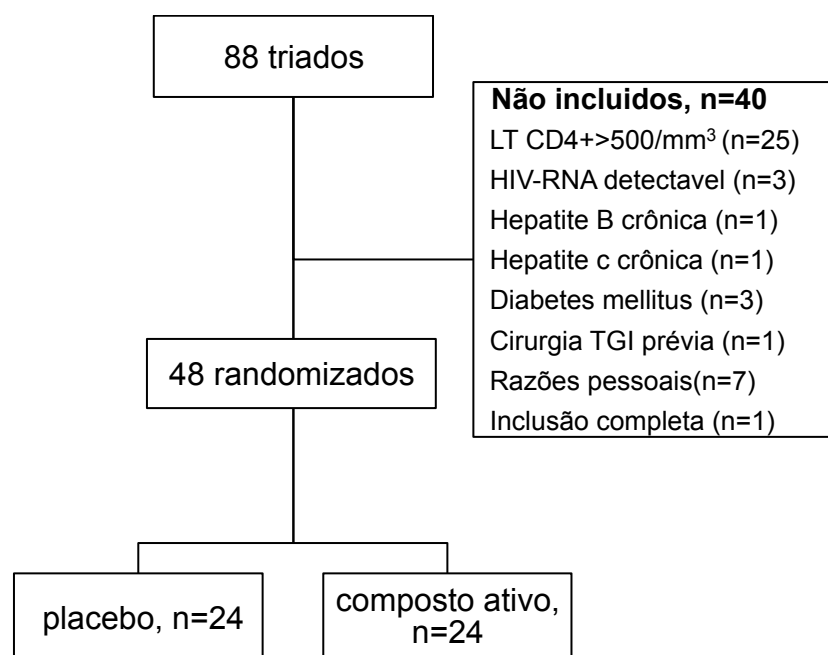 88 triados
Não incluidos, n=40
LT CD4+>500/mm³ (n=25)
HIV-RNA detectavel (n=3)
Hepatite B crônica (n=1)
Hepatite c crônica (n=1)
Diabetes mellitus (n=3)
Cirurgia TGI prévia (n=1)
Razões pessoais(n=7)
Inclusão completa (n=1)
48 randomizados
placebo, n=24
composto ativo,
n=24